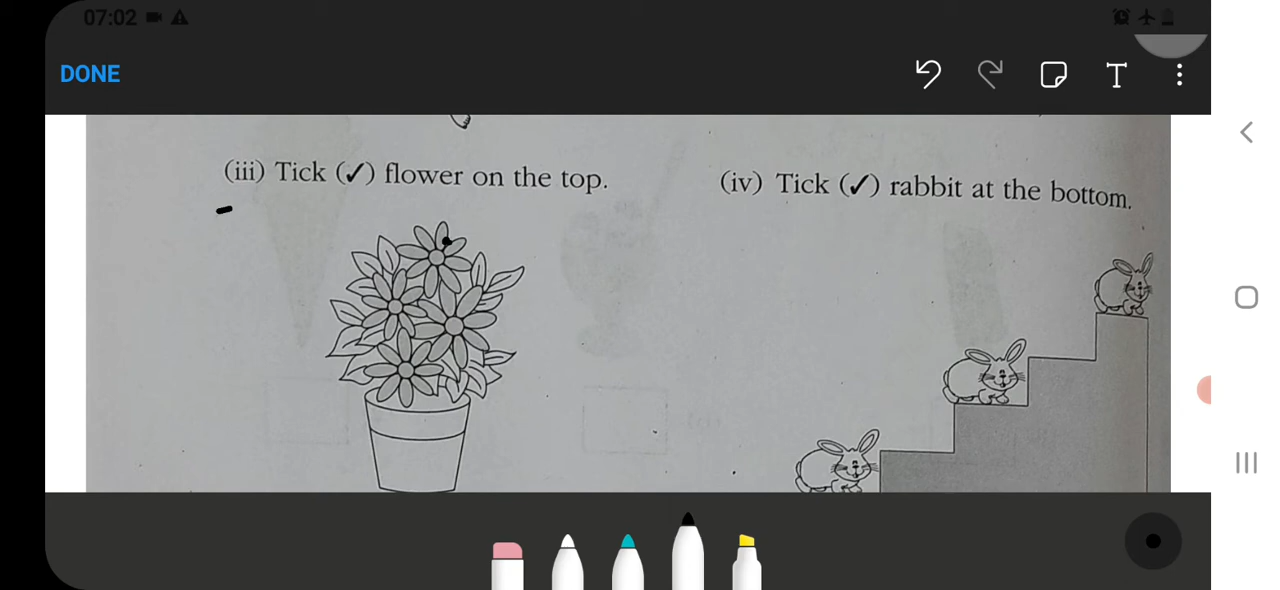 07:02
DONE
T
(iii) Tick (✓) flower on the top.
(iv) Tick (✓) rabbit at the bottom.